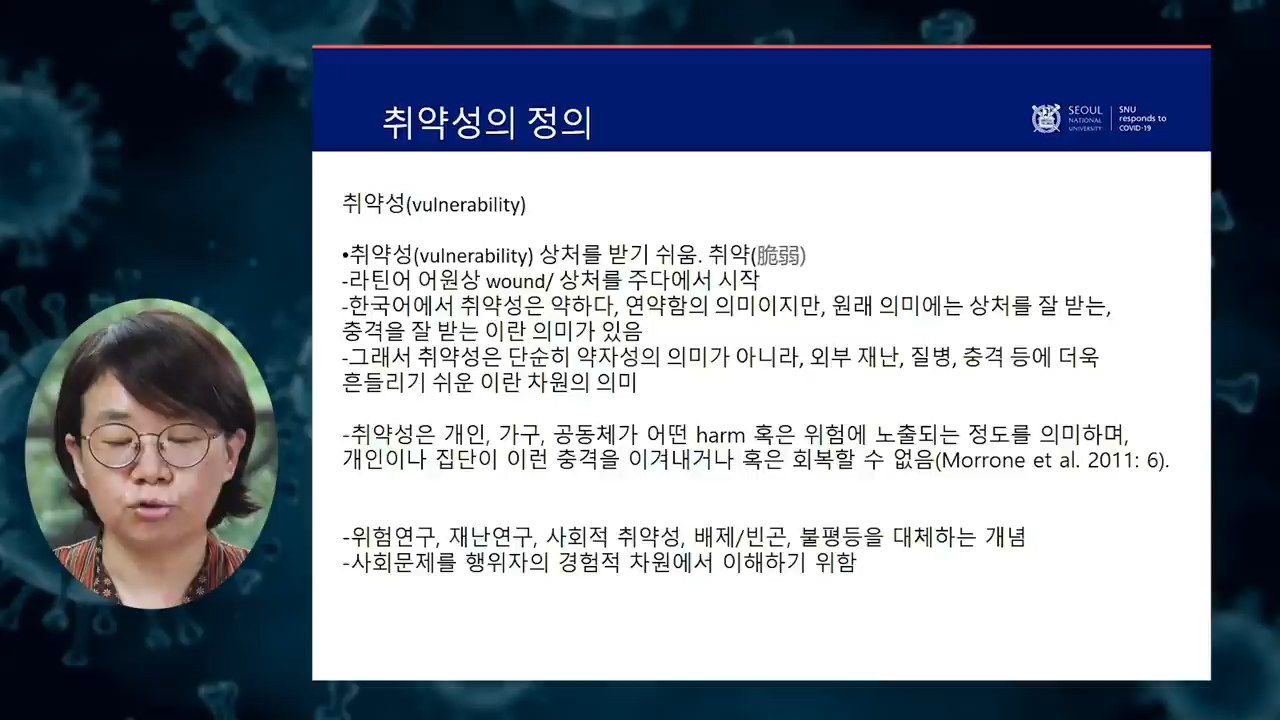 취약성의 정의
SEOUL
NATIONAL
UNIVERSITY
SNU
responds to
COVID-19
취약성(vulnerability)
•취약성(vulnerability) 상처를 받기 쉬움. 취약(脆弱)
-라틴어 어원상 wound/ 상처를 주다에서 시작
-한국어에서 취약성은 약하다, 연약함의 의미이지만, 원래 의미에는 상처를 잘 받는,
충격을 잘 받는 이란 의미가 있음
-그래서 취약성은 단순히 약자성의 의미가 아니라, 외부 재난, 질병, 충격 등에 더욱
흔들리기 쉬운 이란 차원의 의미
-취약성은 개인, 가구, 공동체가 어떤 harm 혹은 위험에 노출되는 정도를 의미하며,
개인이나 집단이 이런 충격을 이겨내거나 혹은 회복할 수 없음(Morrone et al. 2011: 6).
-위험연구, 재난연구, 사회적 취약성, 배제/빈곤, 불평등을 대체하는 개념
-사회문제를 행위자의 경험적 차원에서 이해하기 위함